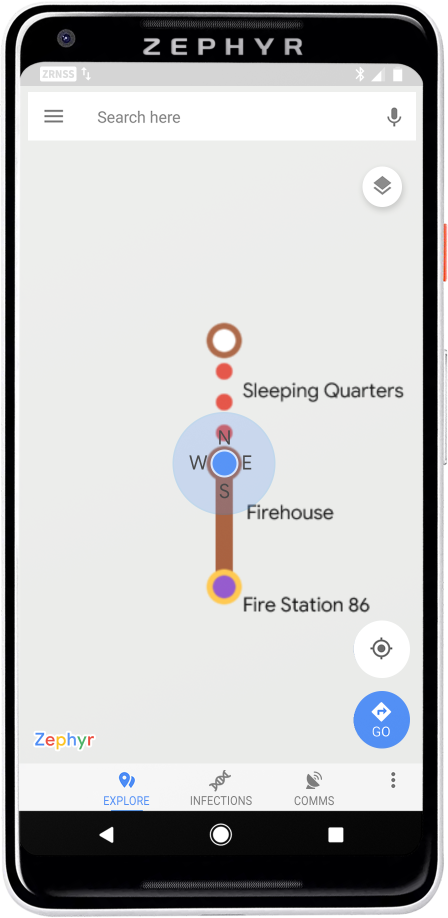 ZEPHYR
ZRNSS
Search here
Sleeping Quarters
N
W E
S
Firehouse
Fire Station 86
GO
Zephyr
EXPLORE INFECTIONS COMMS